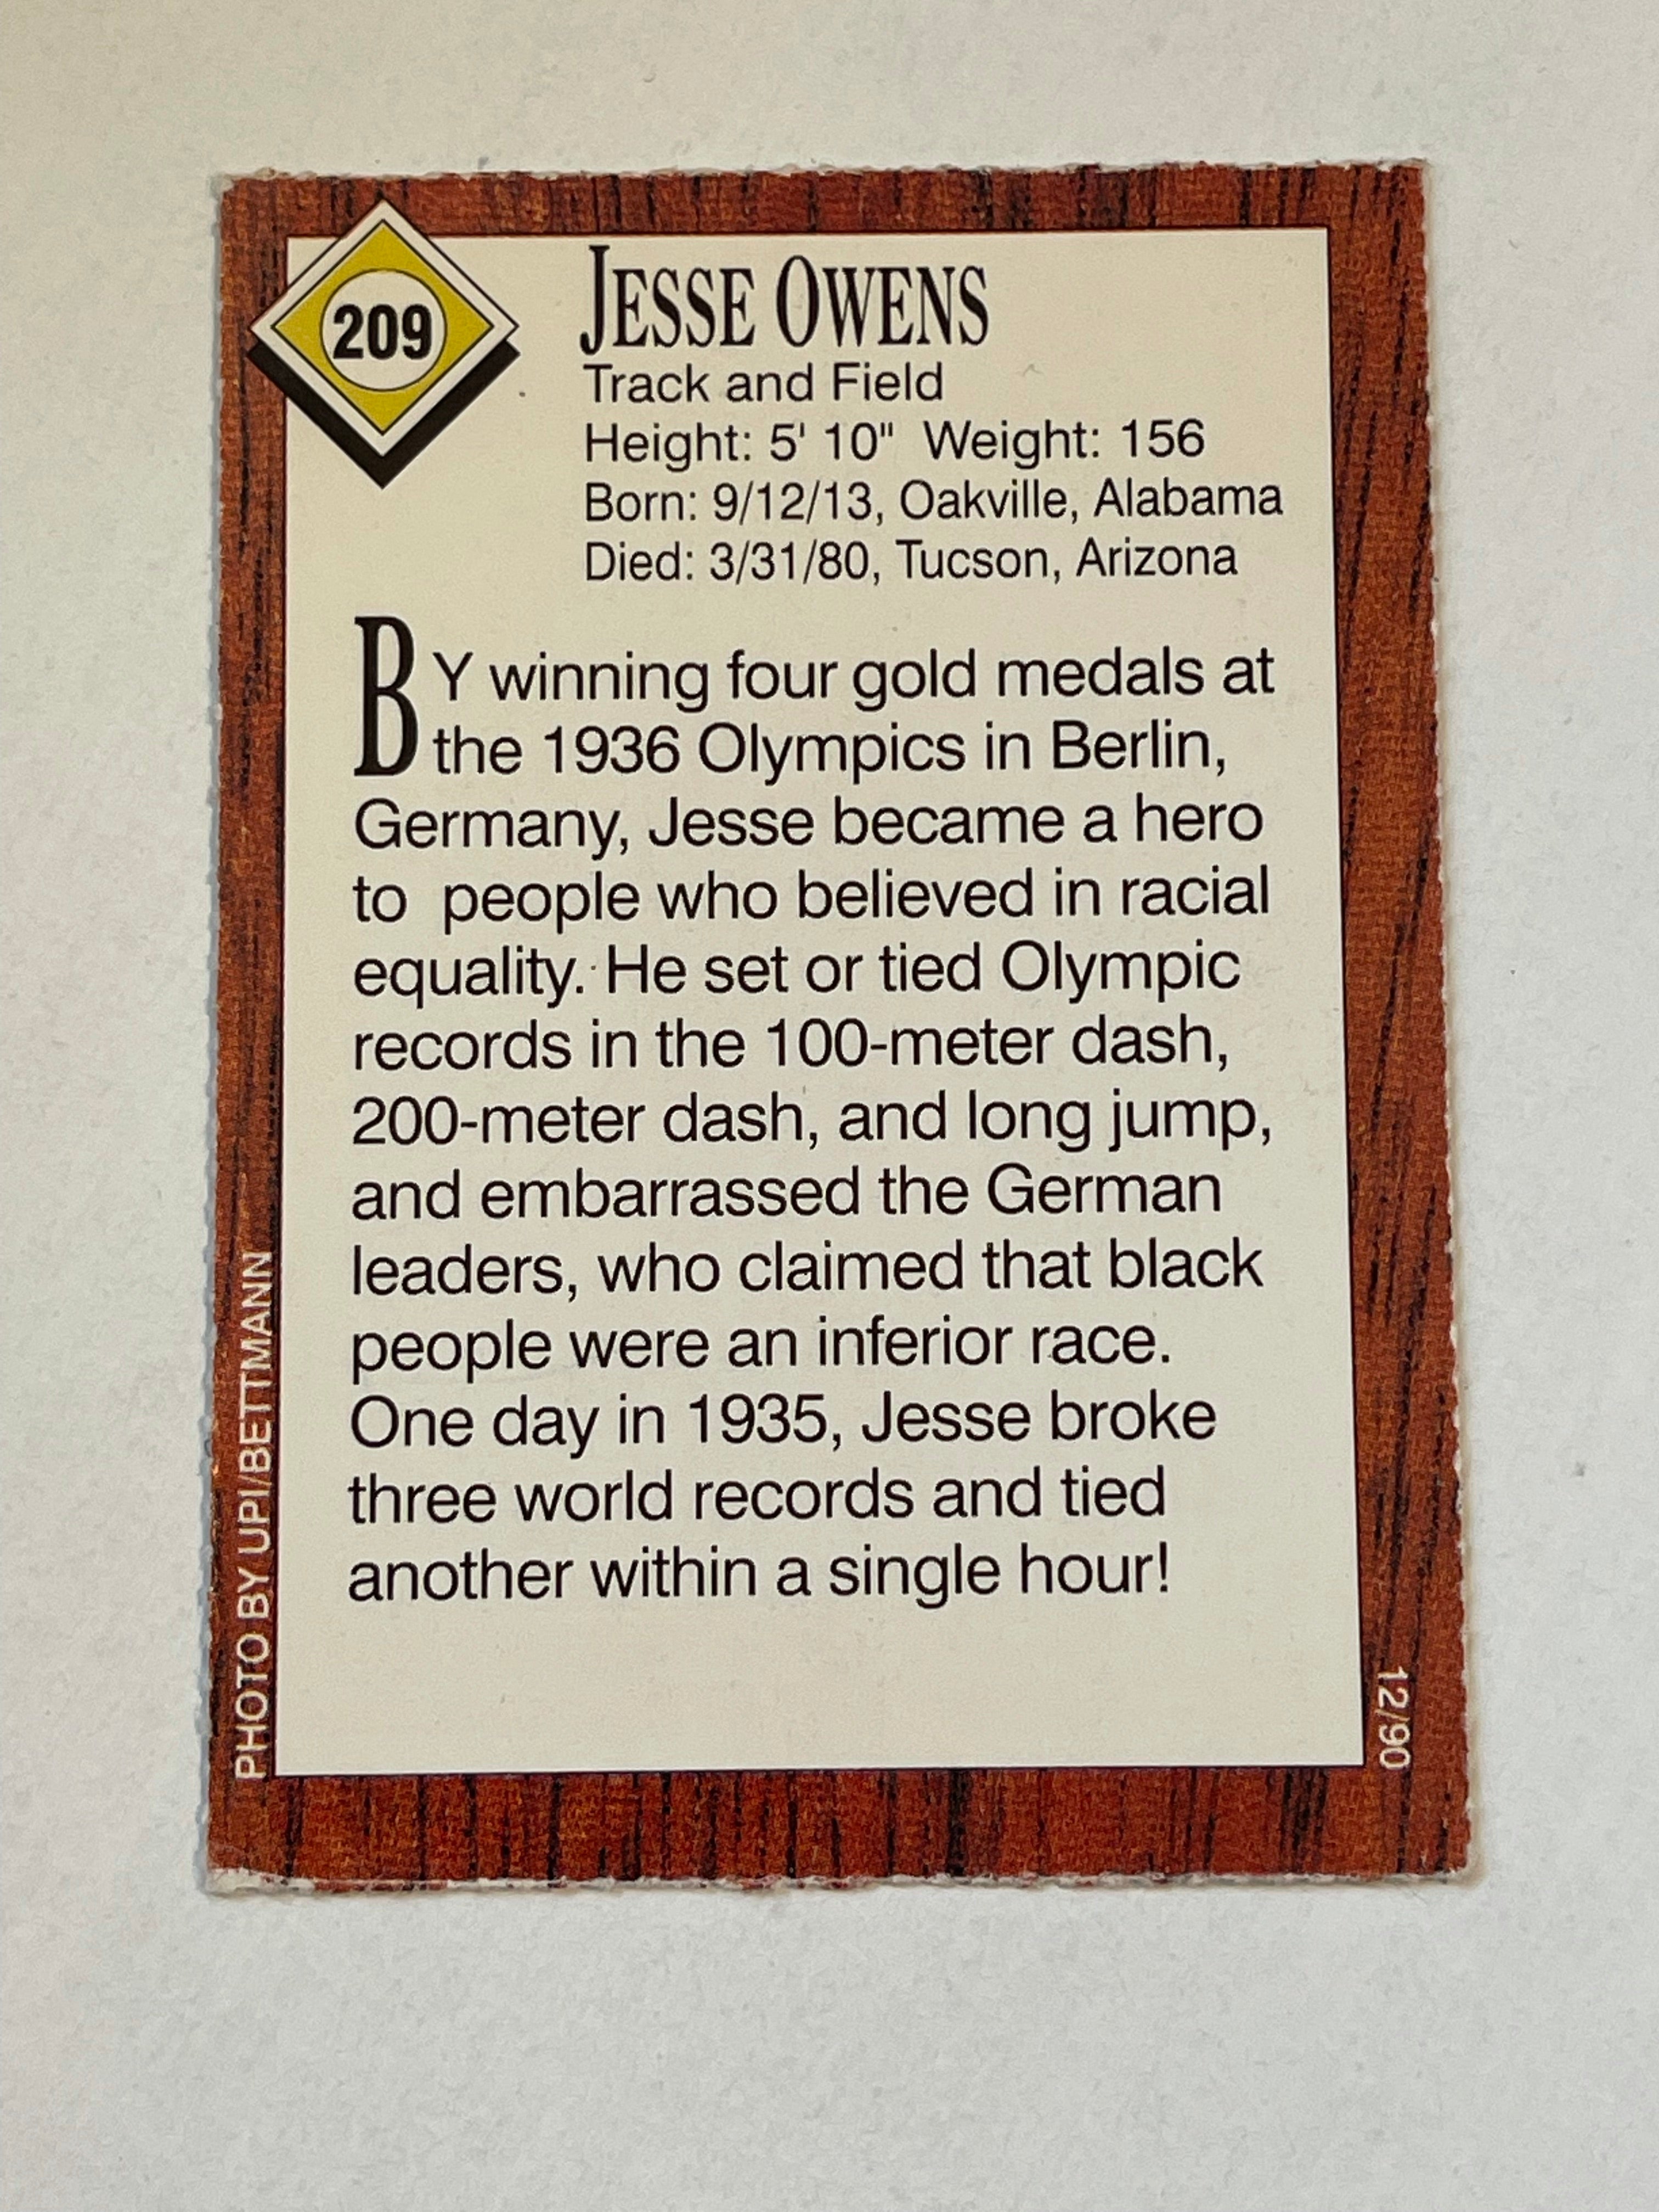 209
JESSE OWENS
Track and Field
Height: 5' 10" Weight: 156
Born: 9/12/13, Oakville, Alabama
Died: 3/31/80, Tucson, Arizona
BY winning four gold medals at
the 1936 Olympics in Berlin,
Germany, Jesse became a hero
to people who believed in racial
equality. He set or tied Olympic
records in the 100-meter dash,
200-meter dash, and long jump,
and embarrassed the German
leaders, who claimed that black
people were an inferior race.
One day in 1935, Jesse broke
three world records and tied
another within a single hour!
PHOTO BY UPI/BETTMANN
12/90